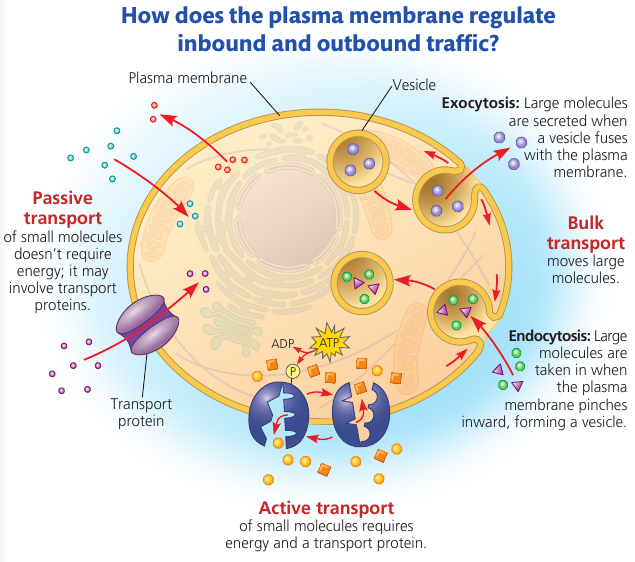 How does the plasma membrane regulate
inbound and outbound traffic?
Plasma membrane
Vesicle
Exocytosis: Large molecules
are secreted when
a vesicle fuses
with the plasma
membrane.
Passive
transport
of small molecules
doesn't require
energy; it may
involve transport
proteins.
Bulk
transport
moves large
molecules.
Endocytosis: Large
molecules are
taken in when
the plasma
membrane pinches
inward, forming a vesicle.
ADP
ATP
P
Transport
protein
Active transport
of small molecules requires
energy and a transport protein.